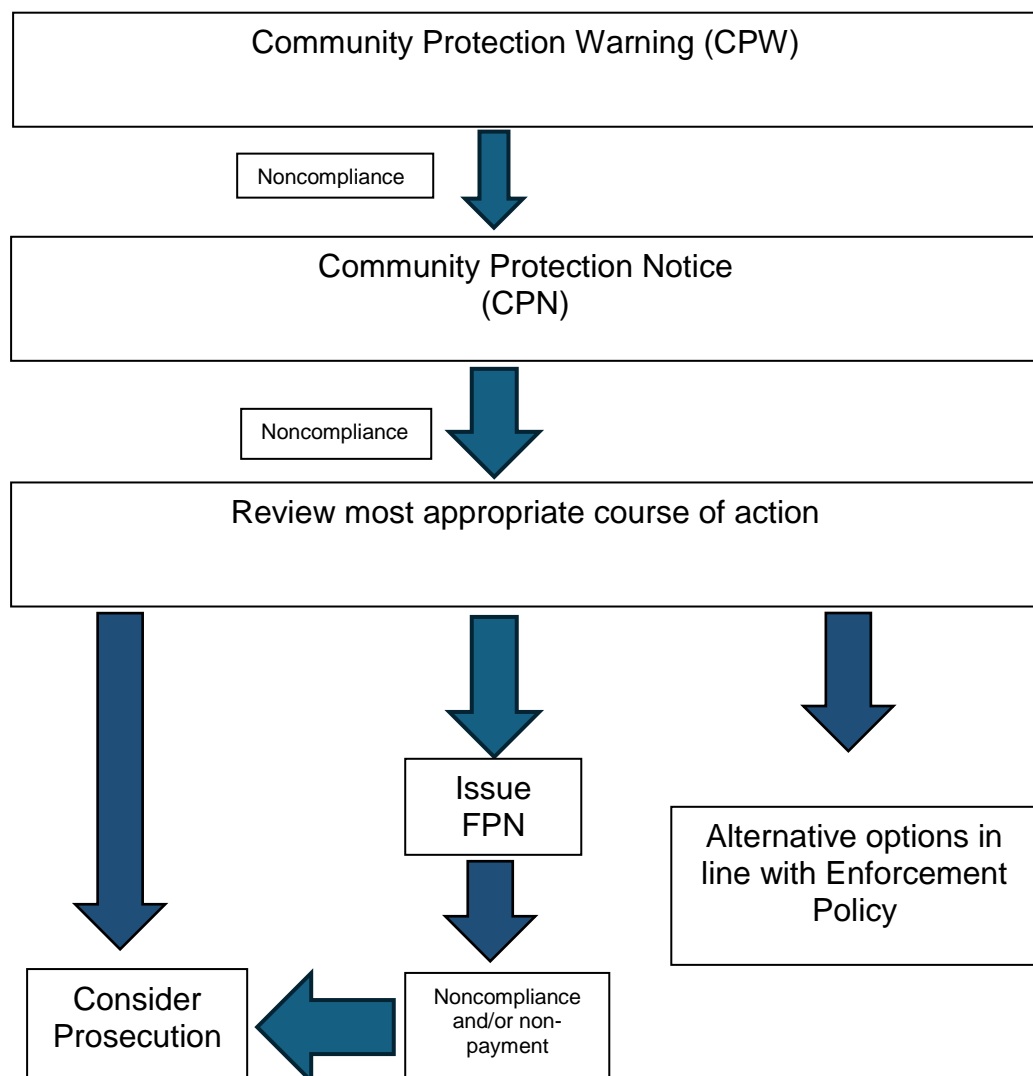 Community Protection Warning (CPW)
Noncompliance
Community Protection Notice
(CPN)
Noncompliance
Review most appropriate course of action
Issue
FPN
Alternative options in
line with Enforcement
Policy
Consider
Prosecution
Noncompliance
and/or non-
payment